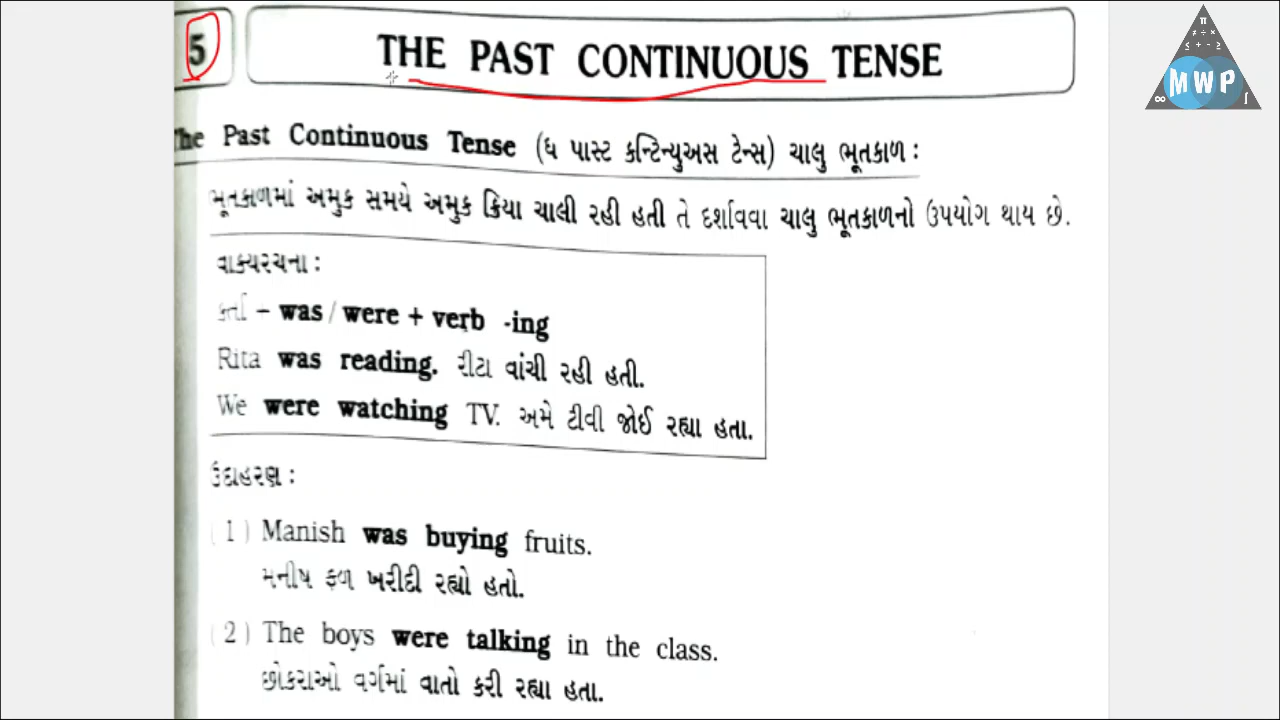 5
THE PAST CONTINUOUS TENSE
The Past Continuous Tense (ધ પાસ્ટ કન્ટિન્યુઅસ ટેન્સ) ચાલુ ભૂતકાળ :
ભૂતકાળમાં અમુક સમયે અમુક ક્રિયા ચાલી રહી હતી તે દર્શાવવા ચાલુ ભૂતકાળનો ઉપયોગ થાય છે.
વાક્યરચના :
કર્તા – was / were + verb -ing
Rita was reading. રીટા વાંચી રહી હતી.
We were watching TV. અમે ટીવી જોઈ રહ્યા હતા.
ઉદાહરણ :
(1) Manish was buying fruits.
મનીષ ફળ ખરીદી રહ્યો હતો.
(2) The boys were talking in the class.
છોકરાઓ વર્ગમાં વાતો કરી રહ્યા હતા.
π
÷ × ÷
≤ + - ≥
MWP
∞ ∫